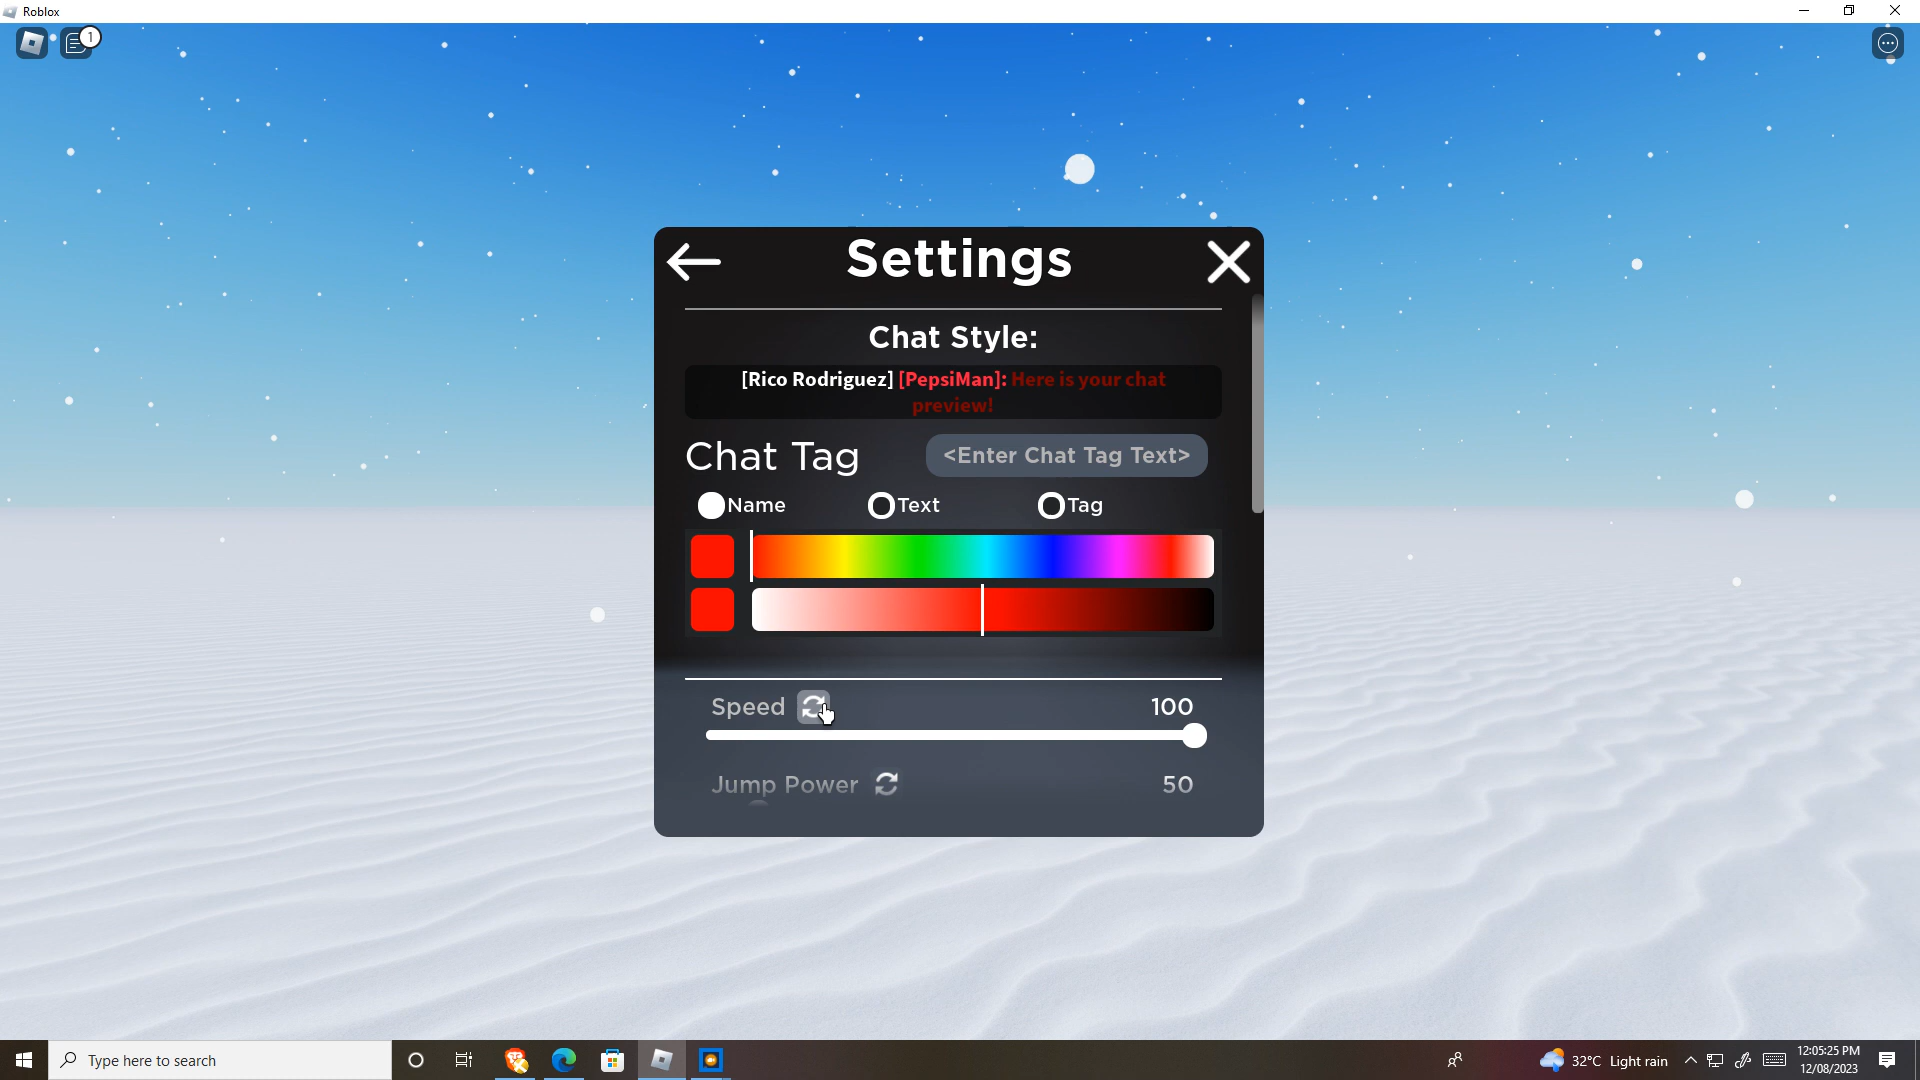 Roblox
1
Settings
Chat Style:
[Rico Rodriguez] [PepsiMan]: Here is your chat
preview!
Chat Tag
<Enter Chat Tag Text>
Name
Text
Tag
Speed
100
Jump Power
50
Type here to search
32°C Light rain
12:05:25 PM
12/08/2023